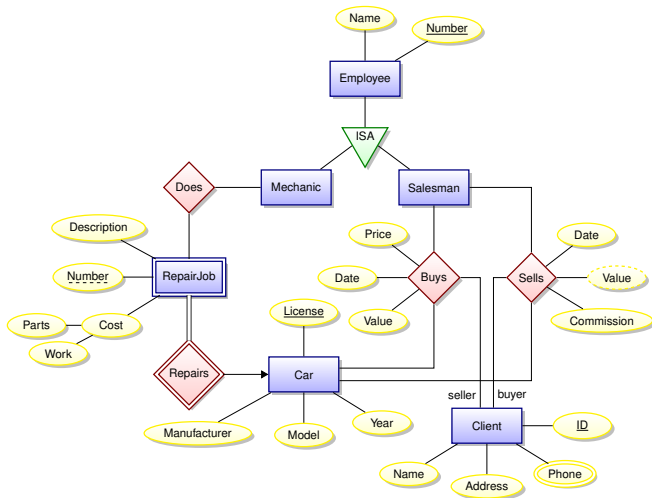 Name
Number
Employee
ISA
Does
Mechanic
Salesman
Description
Price
Date
Number
RepairJob
Date
Buys
Sells
Value
Parts
Cost
License
Value
Commission
Work
Repairs
Car
seller
buyer
Manufacturer
Model
Year
Client
ID
Name
Address
Phone